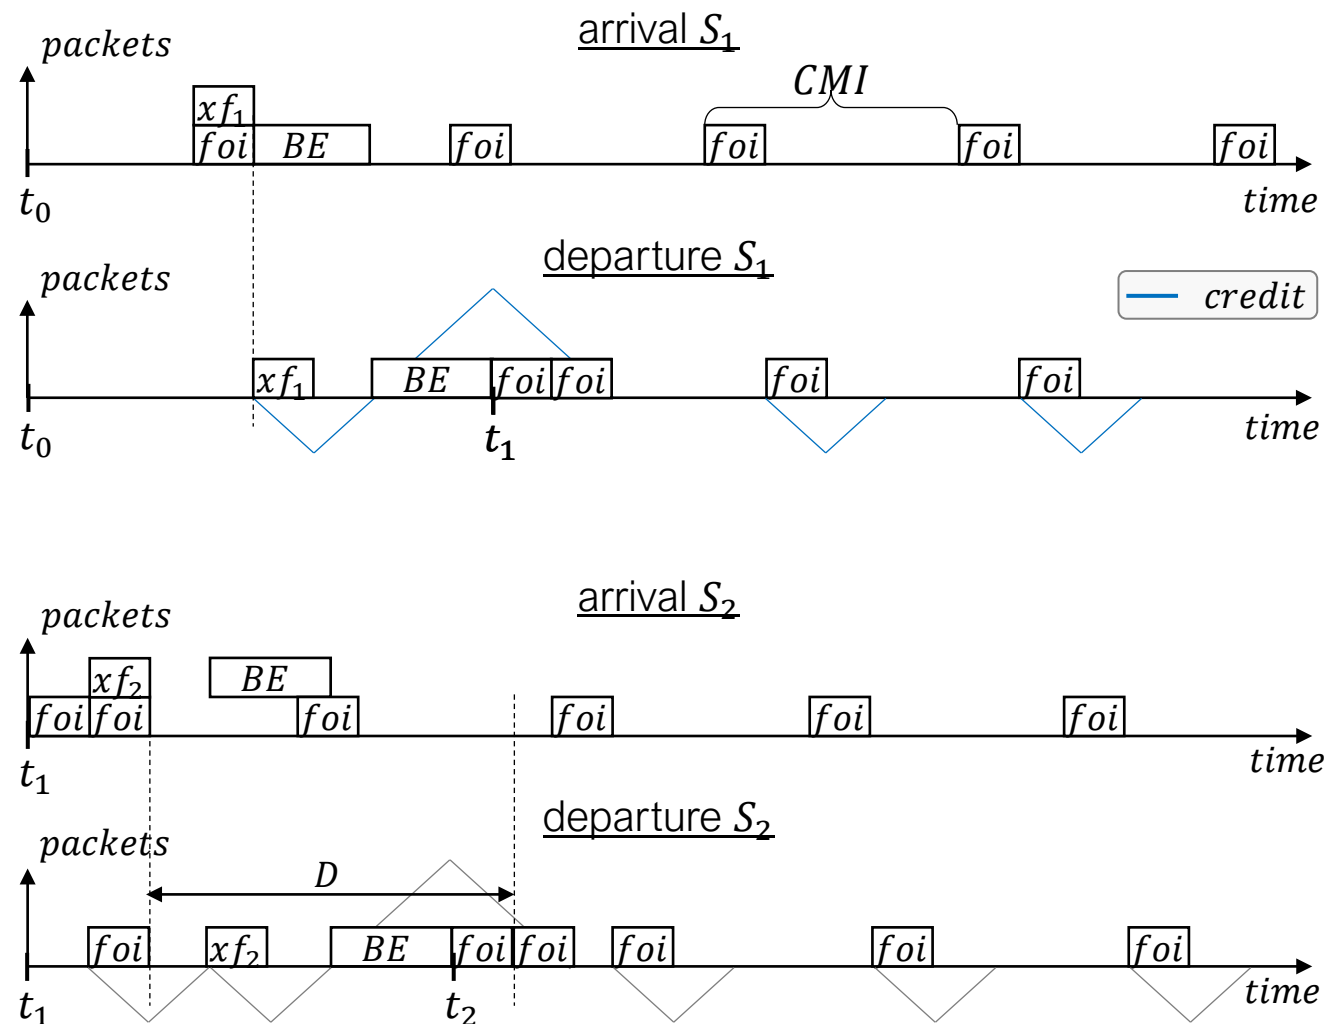 arrival S₁
packets
CMI
xf₁
foi BE foi foi foi foi
t₀ time
departure S₁
packets
credit
xf₁ BE foi foi foi foi
t₀ t₁ time
arrival S₂
packets
xf₂ BE
foi foi foi foi foi foi
t₁ time
departure S₂
packets
D
foi xf₂ BE foi foi foi foi foi
t₁ t₂ time